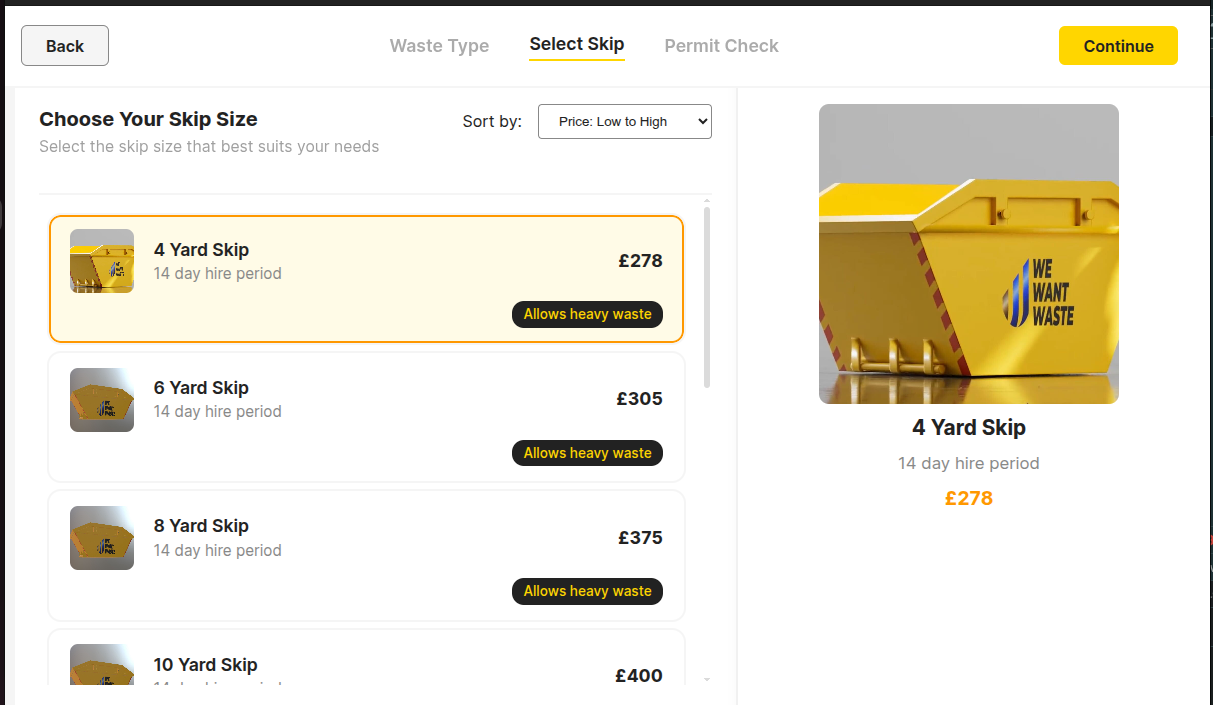 Back
Waste Type
Select Skip
Permit Check
Continue
Choose Your Skip Size
Select the skip size that best suits your needs
Sort by:
Price: Low to High
4 Yard Skip
14 day hire period
£278
Allows heavy waste
6 Yard Skip
14 day hire period
£305
Allows heavy waste
8 Yard Skip
14 day hire period
£375
Allows heavy waste
10 Yard Skip
£400
WE
WANT
WASTE
4 Yard Skip
14 day hire period
£278